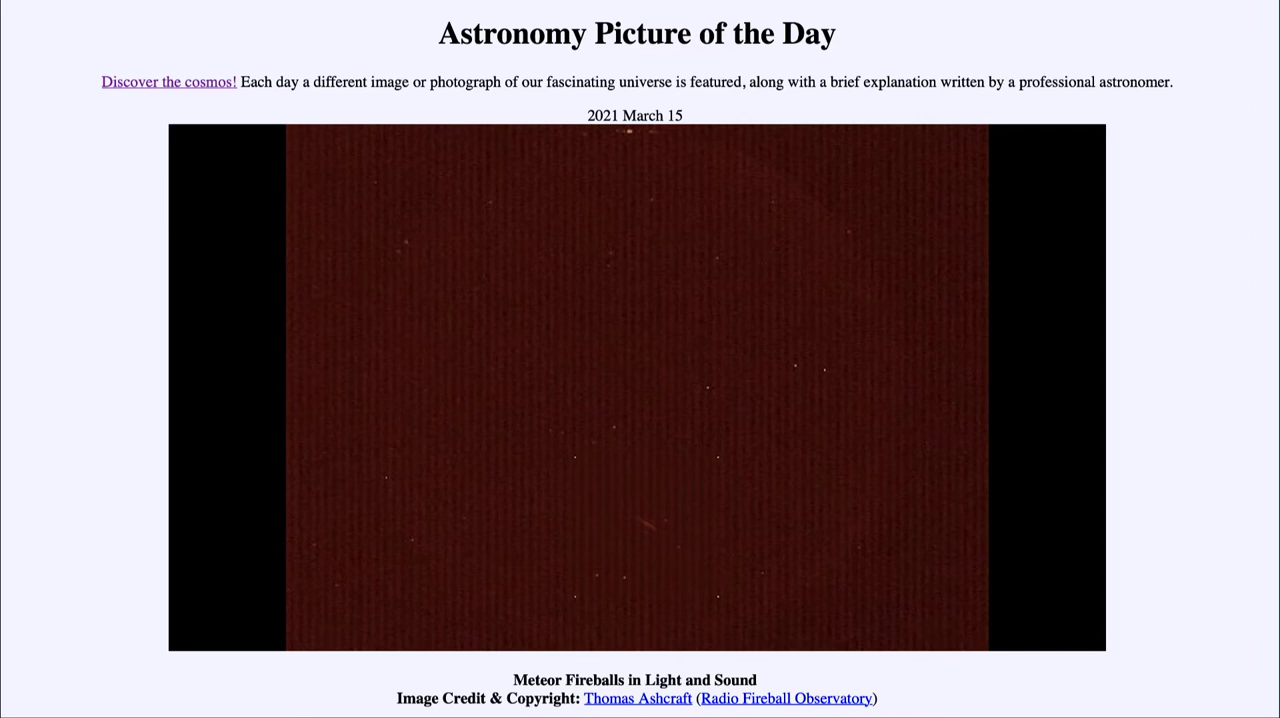 Astronomy Picture of the Day
Discover the cosmos! Each day a different image or photograph of our fascinating universe is featured, along with a brief explanation written by a professional astronomer.
2021 March 15
Meteor Fireballs in Light and Sound
Image Credit & Copyright: Thomas Ashcraft (Radio Fireball Observatory)